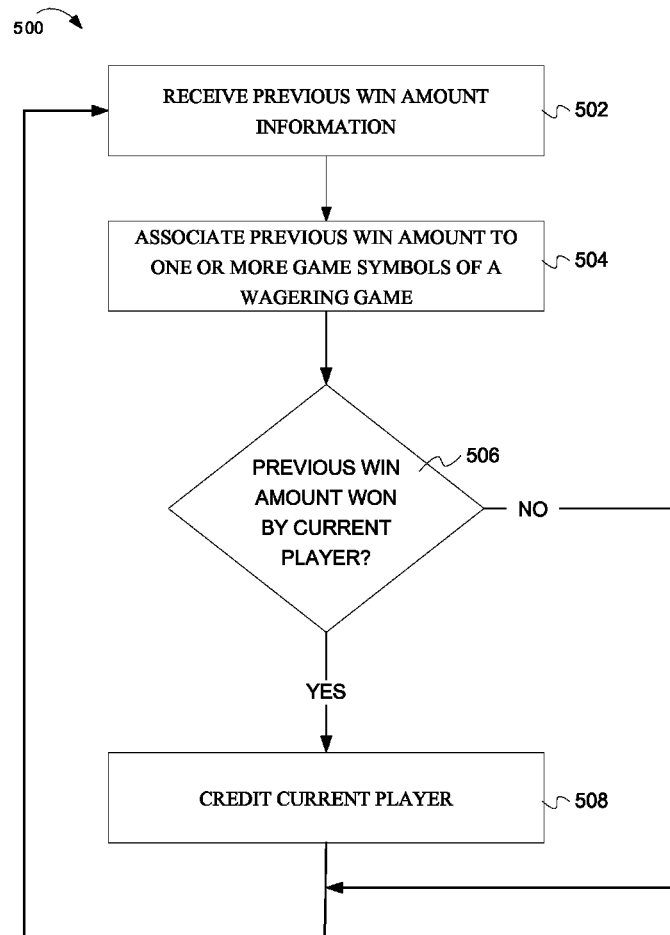 500
RECEIVE PREVIOUS WIN AMOUNT
INFORMATION
502
ASSOCIATE PREVIOUS WIN AMOUNT TO
ONE OR MORE GAME SYMBOLS OF A
WAGERING GAME
504
PREVIOUS WIN
AMOUNT WON
BY CURRENT
PLAYER?
506
NO
YES
CREDIT CURRENT PLAYER
508